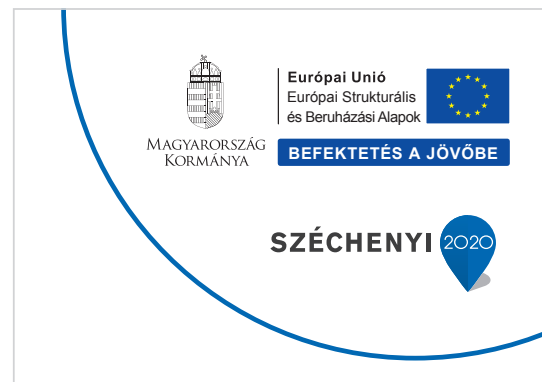 Európai Unió
Európai Strukturális
és Beruházási Alapok
MAGYARORSZÁG
KORMÁNYA
BEFEKTETÉS A JÖVŐBE
SZÉCHENYI 2020